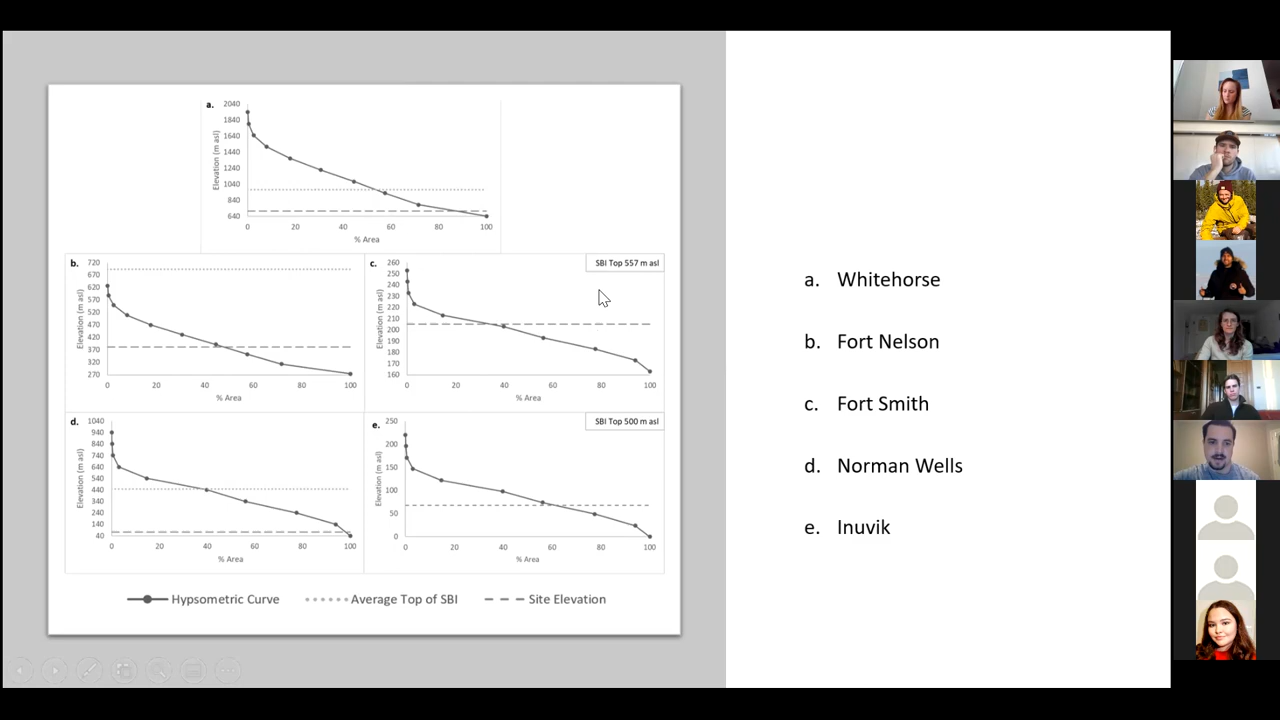 a.
2040
1840
1640
1440
1240
1040
840
640
Elevation (m asl)
0 20 40 60 80 100
% Area
b.
720
670
620
570
520
470
420
370
320
270
Elevation (m asl)
0 20 40 60 80 100
% Area
c.
SBI Top 557 m asl
260
250
240
230
220
210
200
190
180
170
160
Elevation (m asl)
0 20 40 60 80 100
% Area
d.
1040
940
840
740
640
540
440
340
240
140
40
Elevation (m asl)
0 20 40 60 80 100
% Area
e.
SBI Top 500 m asl
250
200
150
100
50
0
Elevation (m asl)
0 20 40 60 80 100
% Area
Hypsometric Curve Average Top of SBI Site Elevation
a. Whitehorse
b. Fort Nelson
c. Fort Smith
d. Norman Wells
e. Inuvik